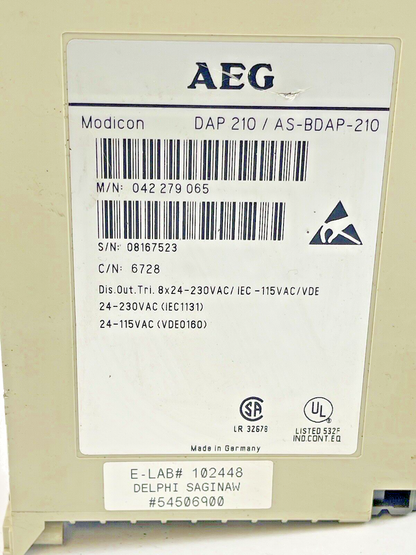 AEG
Modicon DAP 210 / AS-BDAP-210
M/N: 042 279 065
S/N: 08167523
C/N: 6728
Dis.Out.Tri. 8x24-230VAC/ IEC -115VAC/VDE
24-230VAC (IEC1131)
24-115VAC (VDE0160)
SA UL
LR 32678 LISTED 532F
IND.CONT.EQ
Made in Germany
E-LAB# 102448
DELPHI SAGINAW
#54506900